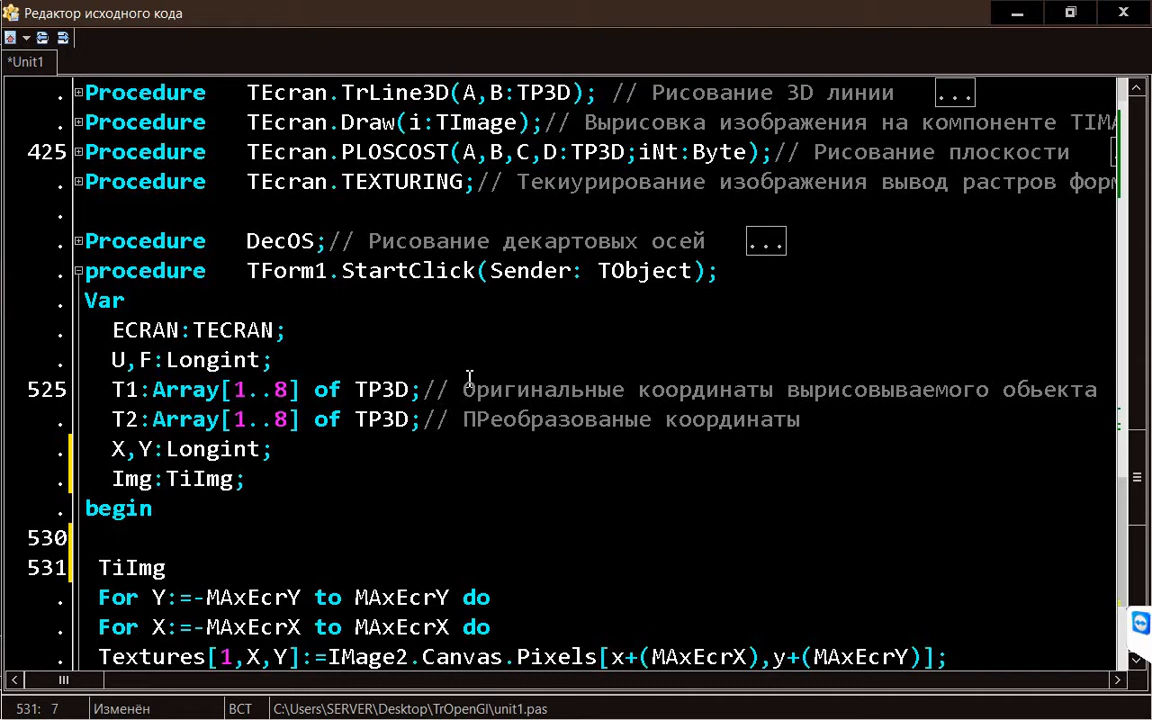 Редактор исходного кода
*Unit1
. Procedure TEcran.TrLine3D(A,B:TP3D); // Рисование 3D линии ...
. Procedure TEcran.Draw(i:TImage);// Вырисовка изображения на компоненте TIMA
425 Procedure TEcran.PLOSCOST(A,B,C,D:TP3D;iNt:Byte);// Рисование плоскости
. Procedure TEcran.TEXTURING;// Текиурирование изображения вывод растров форм
.
. Procedure DecOS;// Рисование декартовых осей ...
. procedure TForm1.StartClick(Sender: TObject);
. Var
. ECRAN:TECRAN;
. U,F:Longint;
525 T1:Array[1..8] of TP3D;// Оригинальные координаты вырисовываемого обьекта
. T2:Array[1..8] of TP3D;// ПРеобразованые координаты
. X,Y:Longint;
. Img:TiImg;
. begin
530
531 TiImg
. For Y:=-MAxEcrY to MAxEcrY do
. For X:=-MAxEcrX to MAxEcrX do
. Textures[1,X,Y]:=IMage2.Canvas.Pixels[x+(MAxEcrX),y+(MAxEcrY)];
531: 7 Изменён ВСТ C:\Users\SERVER\Desktop\TrOpenGl\unit1.pas